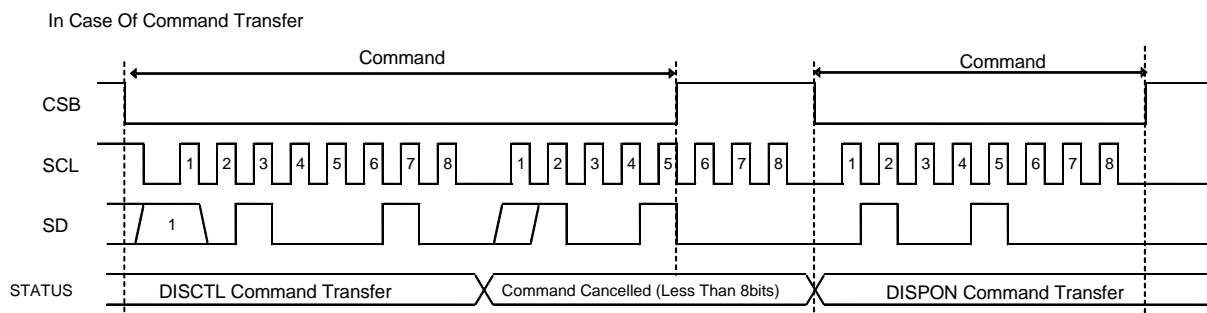 In Case Of Command Transfer
Command Command
CSB
SCL 1 2 3 4 5 6 7 8 1 2 3 4 5 6 7 8 1 2 3 4 5 6 7 8
SD 1
STATUS DISCTL Command Transfer Command Cancelled (Less Than 8bits) DISPON Command Transfer